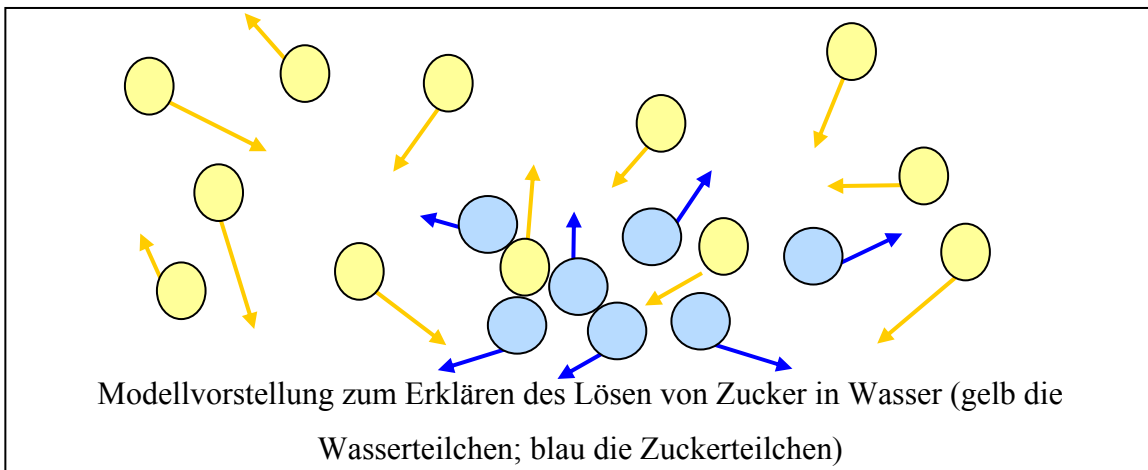 Modellvorstellung zum Erklären des Lösen von Zucker in Wasser (gelb die
Wasserteilchen; blau die Zuckerteilchen)